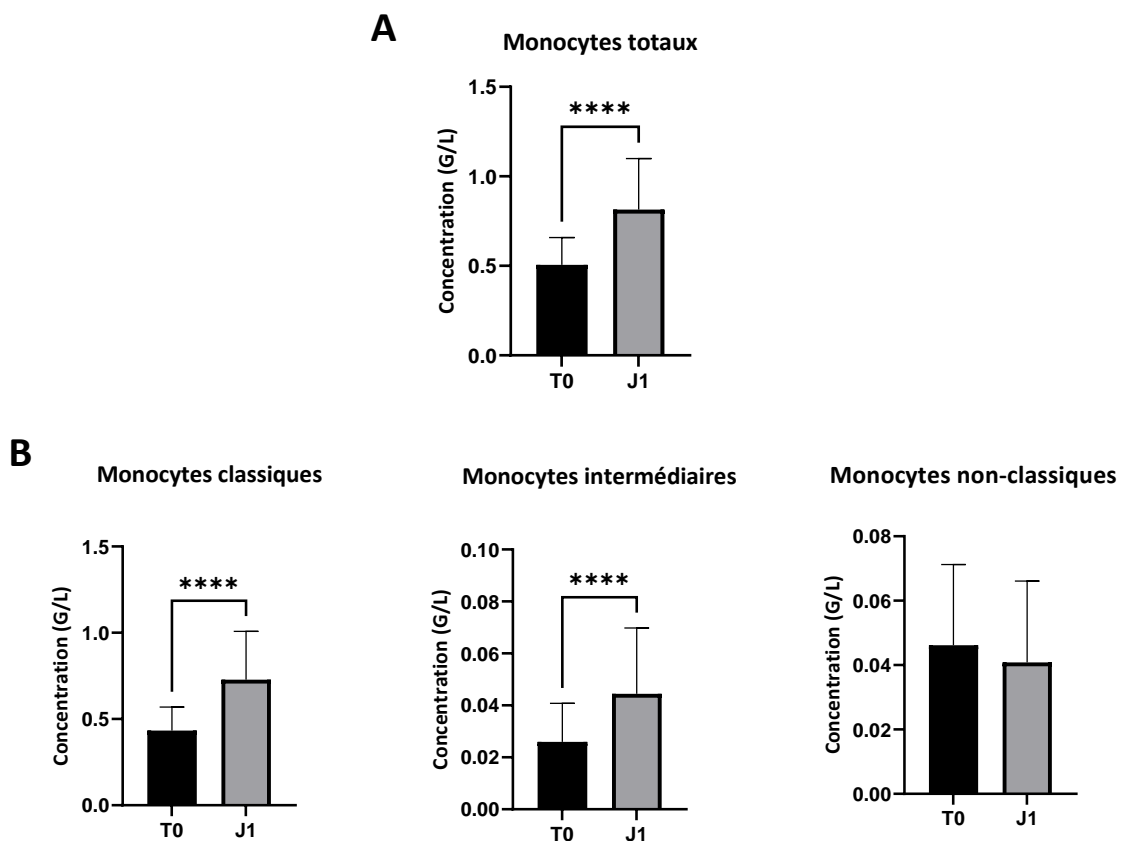 A
Monocytes totaux
Concentration (G/L)
1.5
1.0
0.5
0.0
****
T0 J1
B
Monocytes classiques
Concentration (G/L)
1.5
1.0
0.5
0.0
****
T0 J1
Monocytes intermédiaires
Concentration (G/L)
0.10
0.08
0.06
0.04
0.02
0.00
****
T0 J1
Monocytes non-classiques
Concentration (G/L)
0.08
0.06
0.04
0.02
0.00
T0 J1